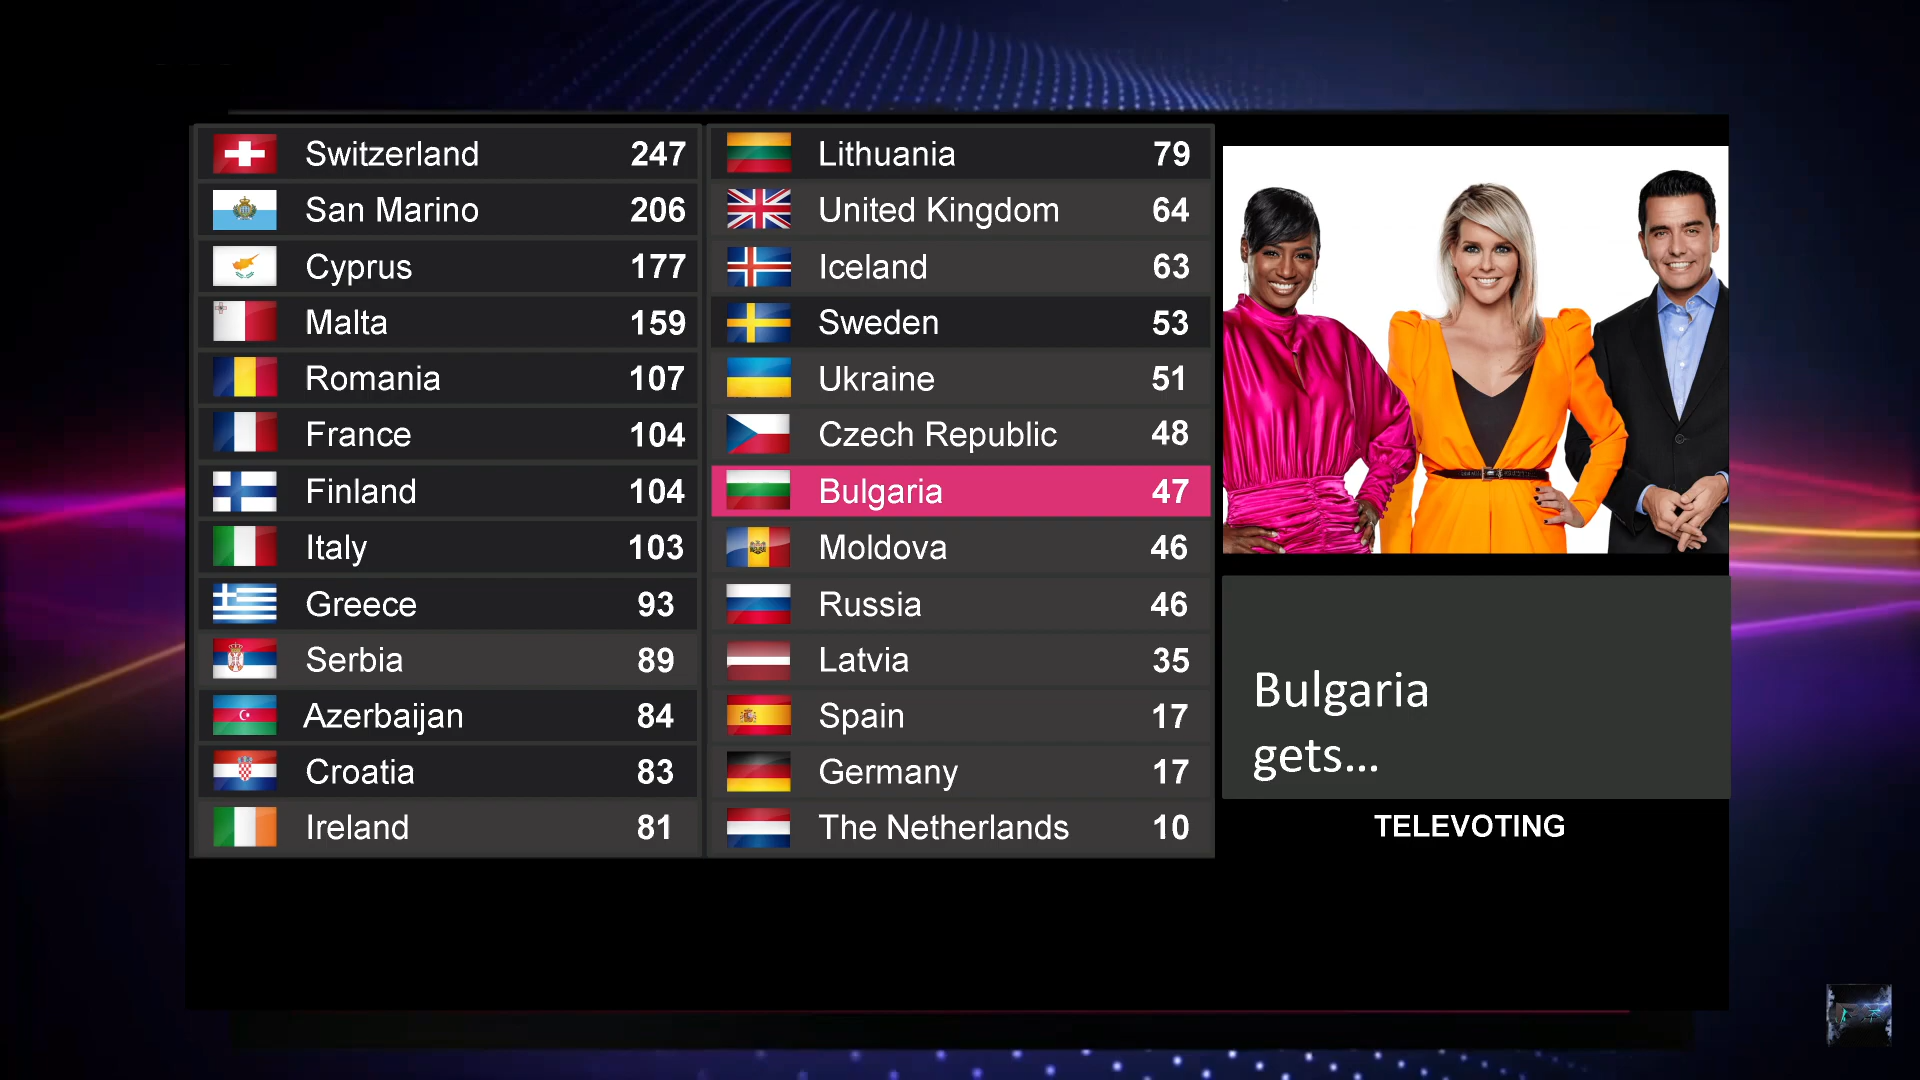 Switzerland 247
San Marino 206
Cyprus 177
Malta 159
Romania 107
France 104
Finland 104
Italy 103
Greece 93
Serbia 89
Azerbaijan 84
Croatia 83
Ireland 81
Lithuania 79
United Kingdom 64
Iceland 63
Sweden 53
Ukraine 51
Czech Republic 48
Bulgaria 47
Moldova 46
Russia 46
Latvia 35
Spain 17
Germany 17
The Netherlands 10
Bulgaria
gets...
TELEVOTING